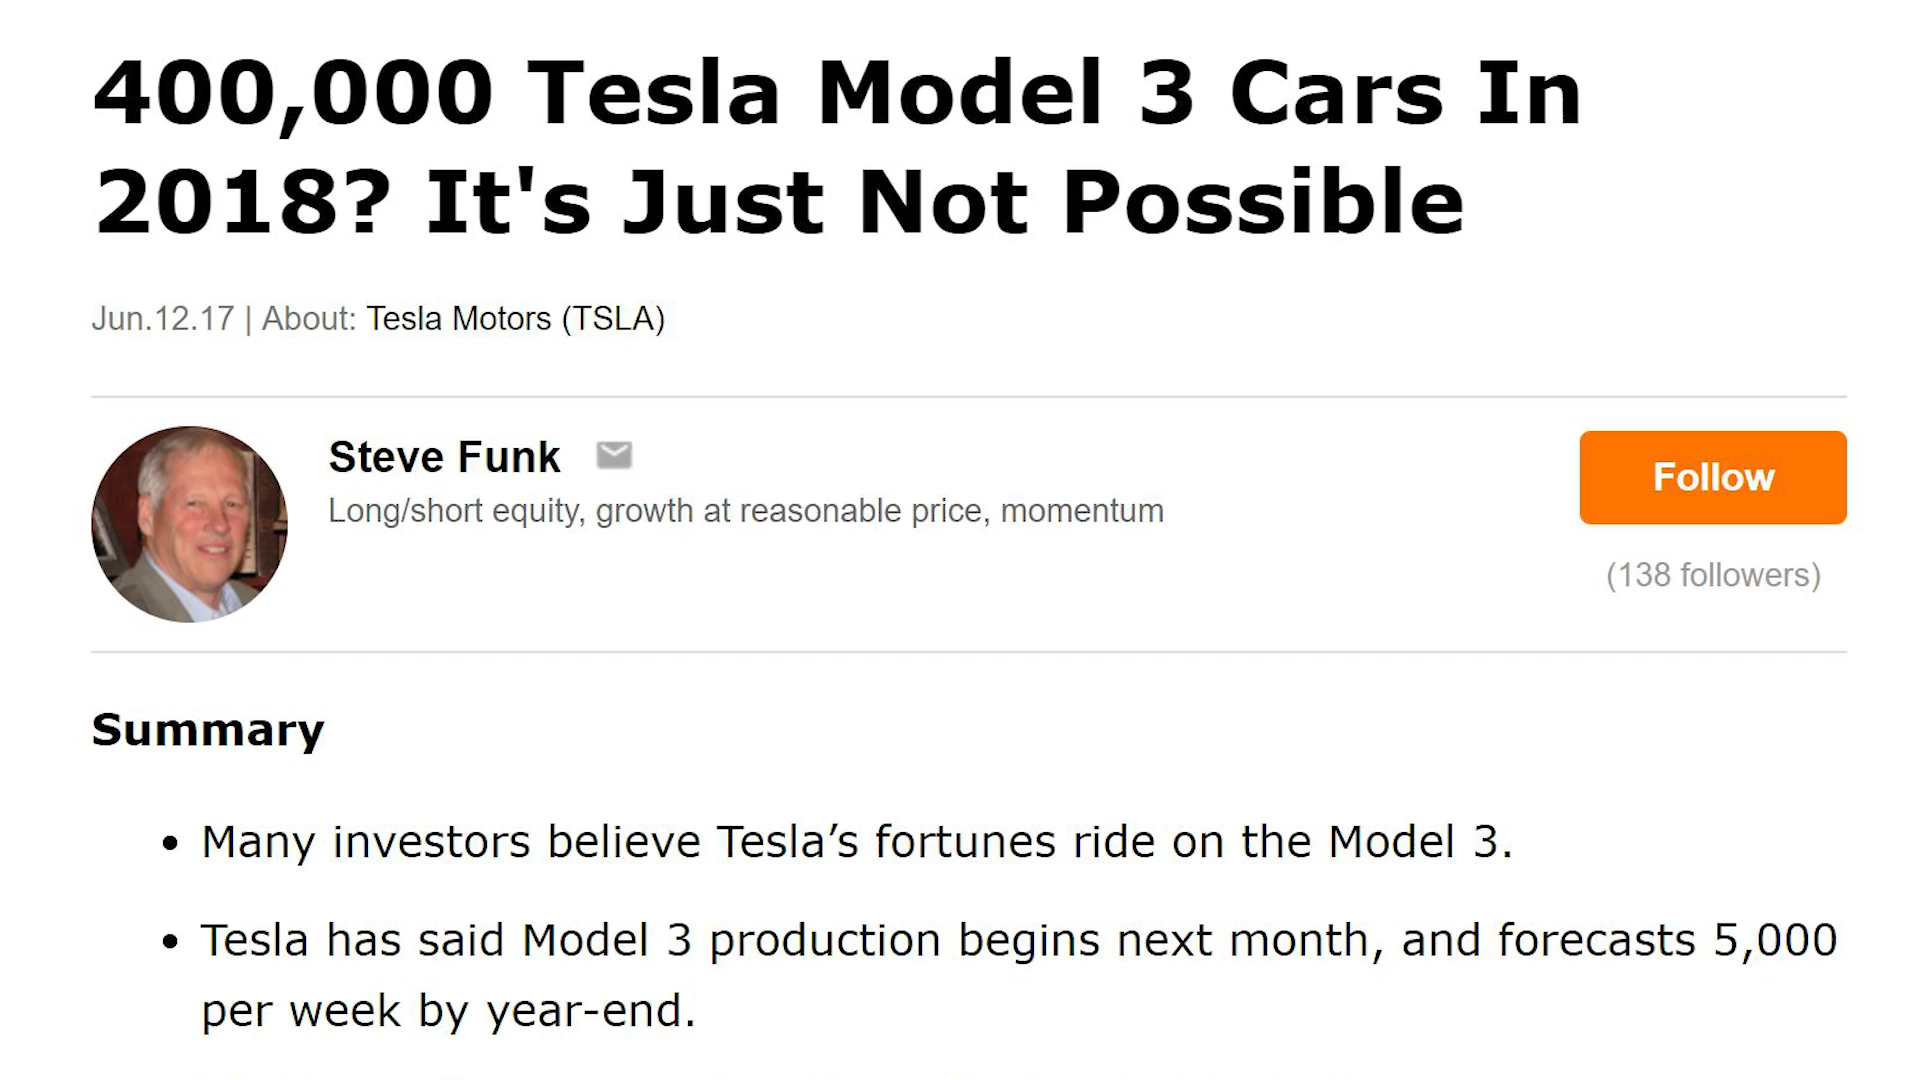 400,000 Tesla Model 3 Cars In
2018? It's Just Not Possible
Jun.12.17 | About: Tesla Motors (TSLA)
Steve Funk
Long/short equity, growth at reasonable price, momentum
Follow
(138 followers)
Summary
• Many investors believe Tesla’s fortunes ride on the Model 3.
• Tesla has said Model 3 production begins next month, and forecasts 5,000
per week by year-end.